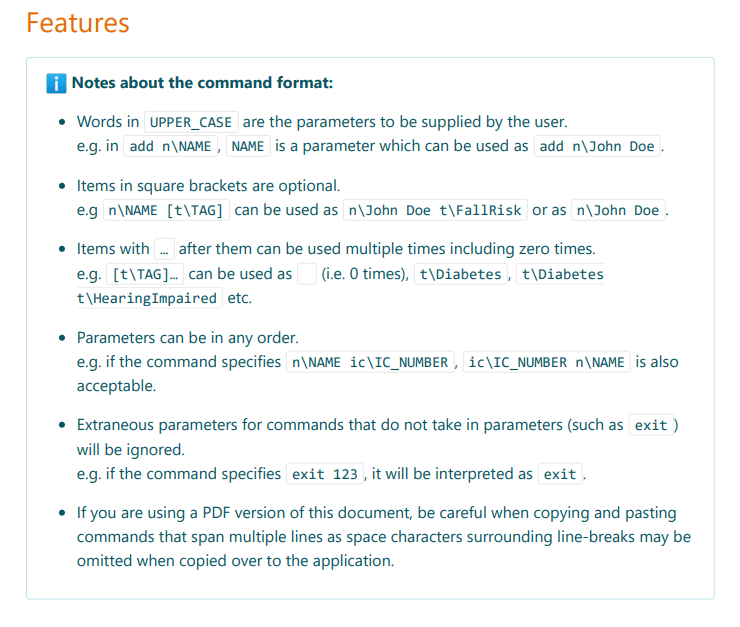 Features
Notes about the command format:
• Words in UPPER_CASE are the parameters to be supplied by the user.
e.g. in add n\NAME , NAME is a parameter which can be used as add n\John Doe .
• Items in square brackets are optional.
e.g n\NAME [t\TAG] can be used as n\John Doe t\FallRisk or as n\John Doe .
• Items with … after them can be used multiple times including zero times.
e.g. [t\TAG]… can be used as   (i.e. 0 times), t\Diabetes , t\Diabetes
t\HearingImpaired etc.
• Parameters can be in any order.
e.g. if the command specifies n\NAME ic\IC_NUMBER , ic\IC_NUMBER n\NAME is also
acceptable.
• Extraneous parameters for commands that do not take in parameters (such as exit )
will be ignored.
e.g. if the command specifies exit 123 , it will be interpreted as exit .
• If you are using a PDF version of this document, be careful when copying and pasting
commands that span multiple lines as space characters surrounding line-breaks may be
omitted when copied over to the application.